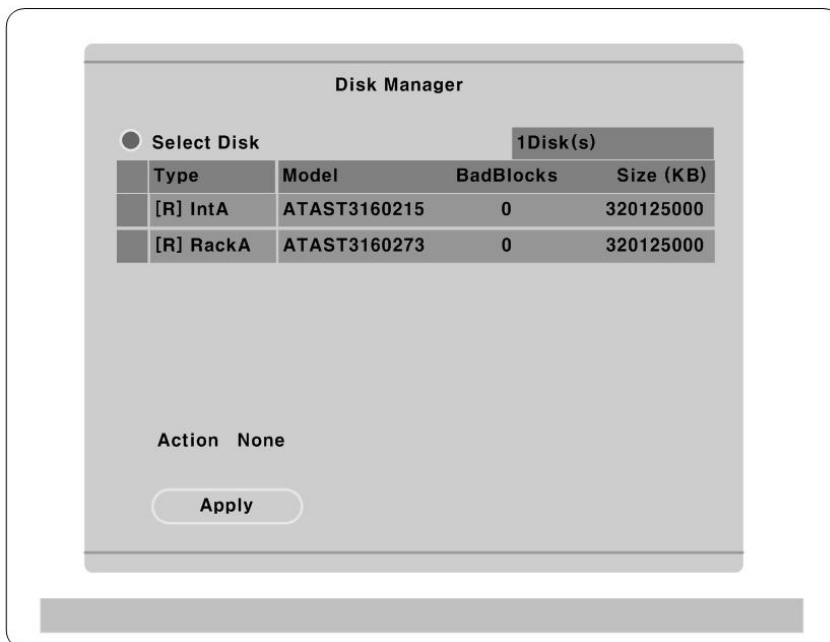 Disk Manager
Select Disk 1Disk(s)
Type Model BadBlocks Size (KB)
[R] IntA ATAST3160215 0 320125000
[R] RackA ATAST3160273 0 320125000
Action None
Apply